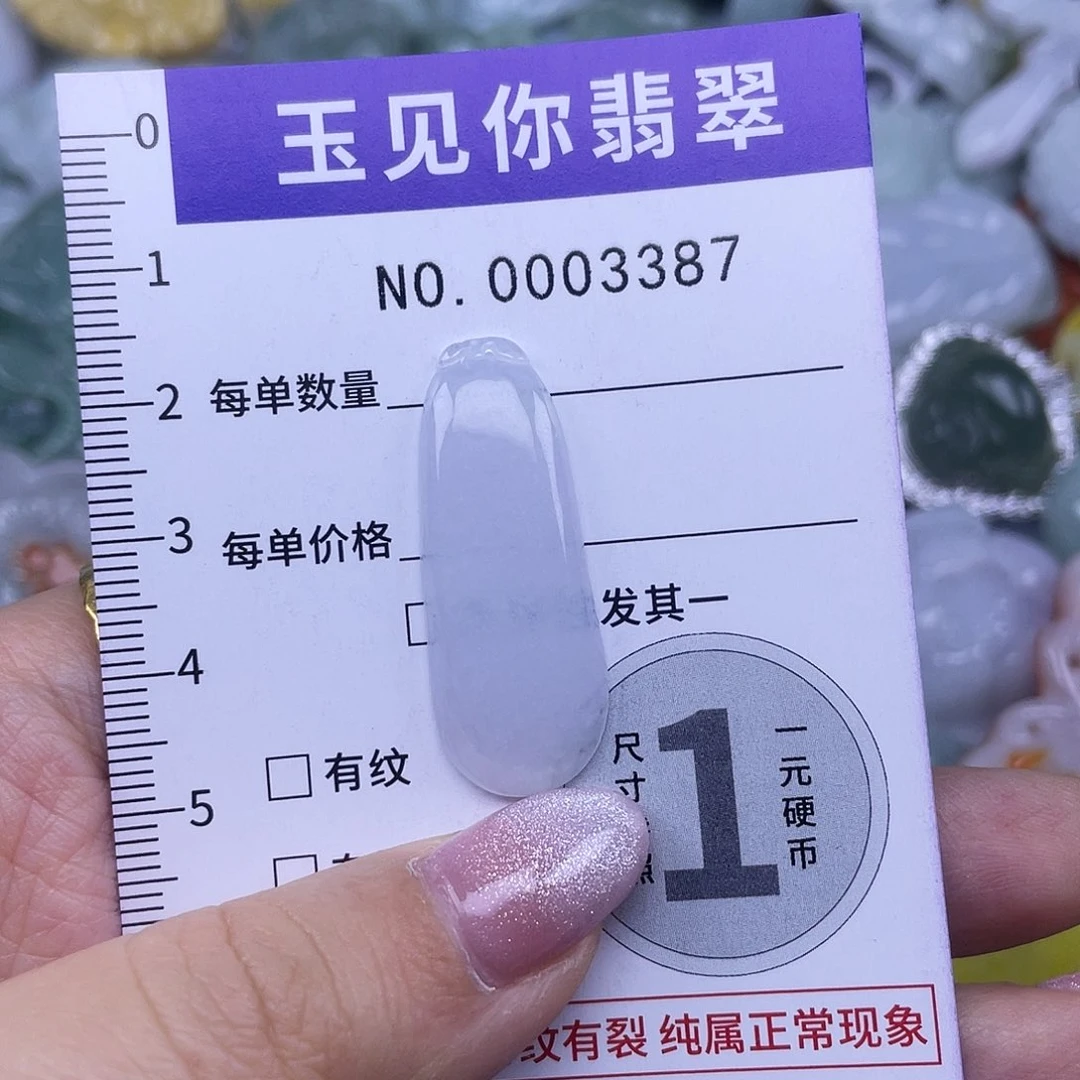 玉见你翡翠
0
NO.0003387
1
2
每单数量
3
每单价格
发其一
4
有纹
5
尺寸
1
一元硬币
纹有裂 纯属正常现象